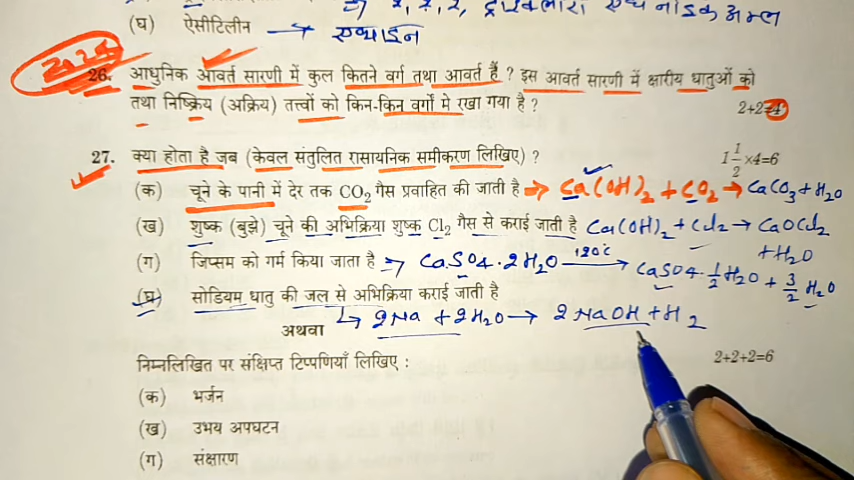 (घ) ऐसीटिलीन → एथाइन
2024
26. आधुनिक आवर्त सारणी में कुल कितने वर्ग तथा आवर्त हैं ? इस आवर्त सारणी में क्षारीय धातुओं को
तथा निष्क्रिय (अक्रिय) तत्त्वों को किन-किन वर्गों मे रखा गया है ? 2+2=4
27. क्या होता है जब (केवल संतुलित रासायनिक समीकरण लिखिए) ? 1 1/2 ×4=6
(क) चूने के पानी में देर तक CO₂ गैस प्रवाहित की जाती है ⇒ Ca(OH)₂ + CO₂ → CaCO₃ + H₂O
(ख) शुष्क (बुझे) चूने की अभिक्रिया शुष्क Cl₂ गैस से कराई जाती है Ca(OH)₂ + Cl₂ → CaOCl₂
+ H₂O
(ग) जिप्सम को गर्म किया जाता है ⇒ CaSO4·2H₂O 120°C → CaSO4·1/2 H₂O + 3/2 H₂O
(घ) सोडियम धातु की जल से अभिक्रिया कराई जाती है
↳ 2Na + 2H₂O → 2NaOH + H₂
अथवा
निम्नलिखित पर संक्षिप्त टिप्पणियाँ लिखिए : 2+2+2=6
(क) भर्जन
(ख) उभय अपघटन
(ग) संक्षारण